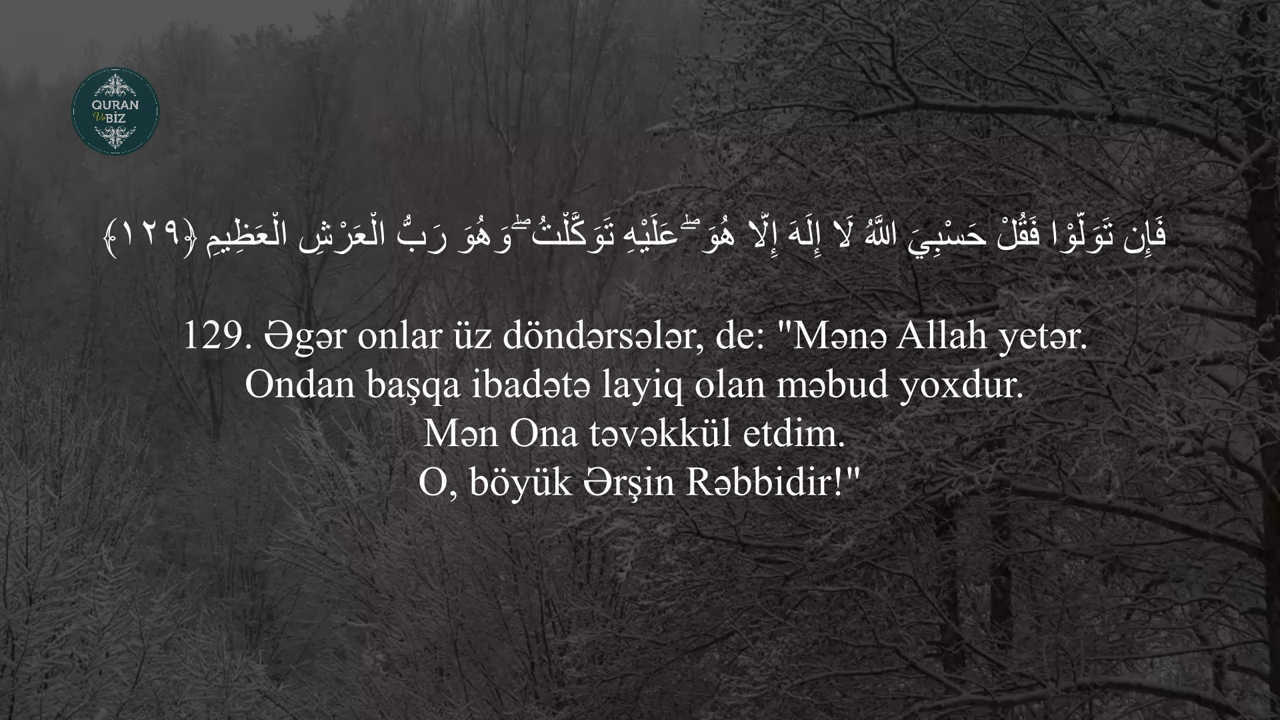 QURAN
Və BİZ
فَإِن تَوَلَّوْا فَقُلْ حَسْبِيَ اللَّهُ لَا إِلَهَ إِلَّا هُوَ ۖ عَلَيْهِ تَوَكَّلْتُ ۖ وَهُوَ رَبُّ الْعَرْشِ الْعَظِيمِ ﴿١٢٩﴾
129. Əgər onlar üz döndərsələr, de: "Mənə Allah yetər.
Ondan başqa ibadətə layiq olan məbud yoxdur.
Mən Ona təvəkkül etdim.
O, böyük Ərşin Rəbbidir!"